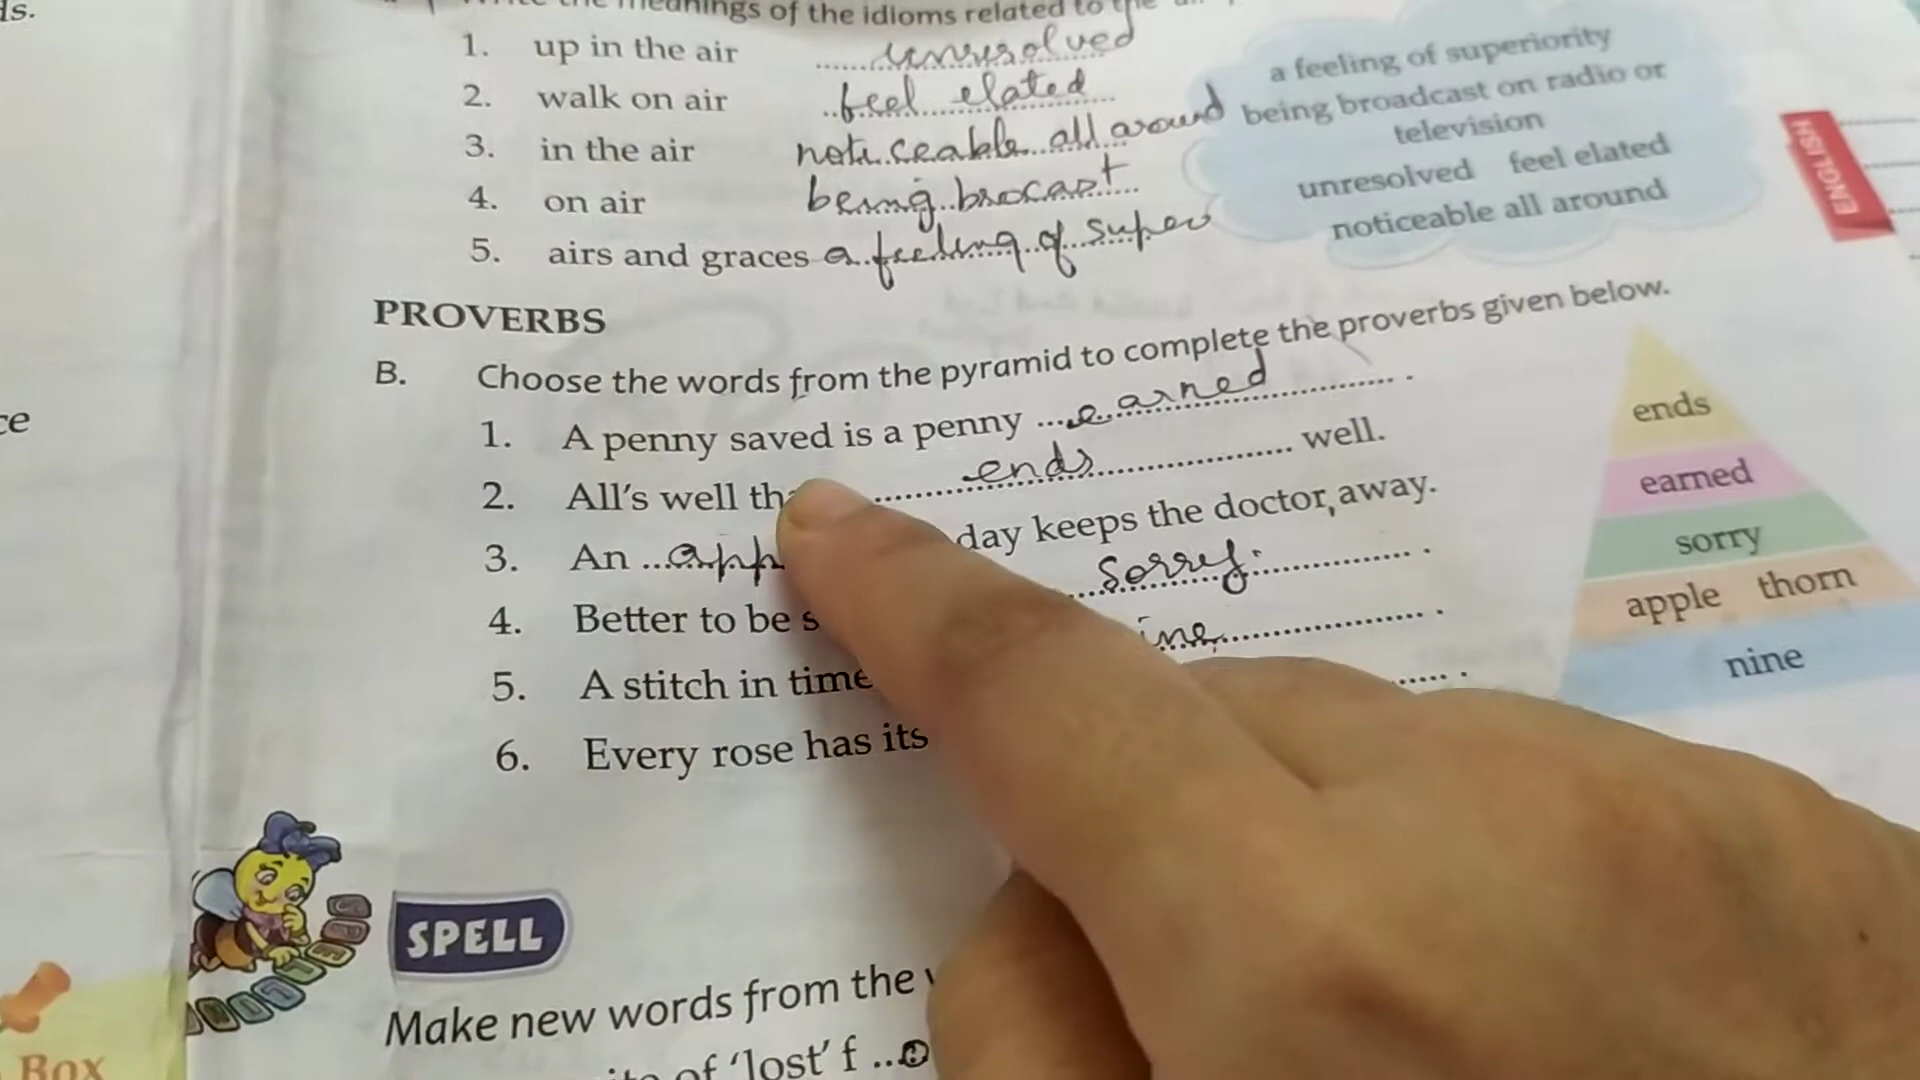 ds.
meanings of the idioms related to the
1. up in the air unresolved
2. walk on air feel elated
3. in the air noticeable all around
4. on air being brocast
5. airs and graces a feeling of super
a feeling of superiority
being broadcast on radio or
television
unresolved feel elated
noticeable all around
ENGLISH
PROVERBS
B. Choose the words from the pyramid to complete the proverbs given below.
1. A penny saved is a penny ...earned.......... .
2. All's well th ..........ends.......... well.
3. An ...app day keeps the doctor away.
4. Better to be s ...sorry.......... .
5. A stitch in time ine.......... .
6. Every rose has its ...... .
ends
earned
sorry
apple thorn
nine
ce
SPELL
Make new words from the
of 'lost' f ...o
Box